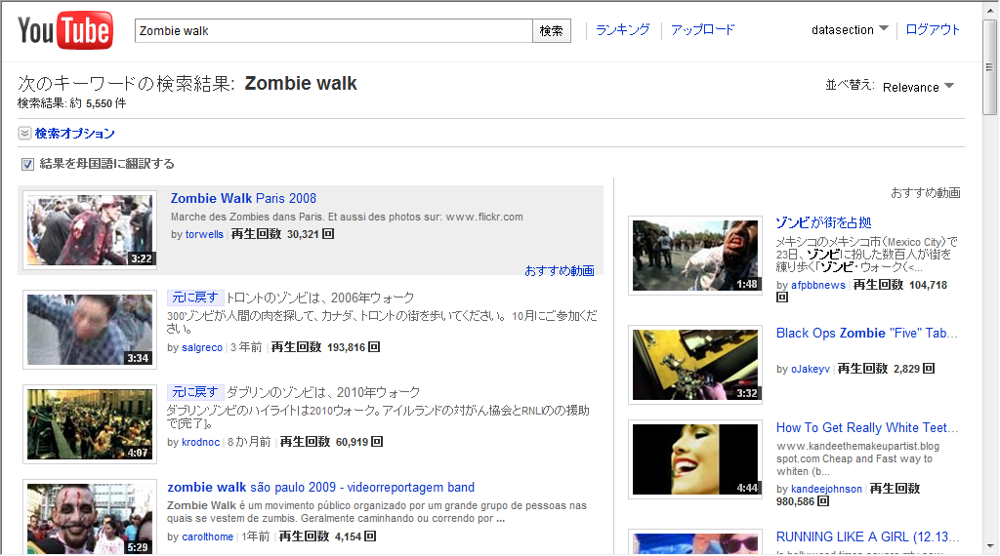 YouTube
Zombie walk
検索
ランキング
アップロード
datasection
ログアウト
次のキーワードの検索結果: Zombie walk
検索結果: 約 5,550 件
並べ替え: Relevance
検索オプション
結果を母国語に翻訳する
Zombie Walk Paris 2008
Marche des Zombies dans Paris. Et aussi des photos sur: www.flickr.com
by torwells | 再生回数 30,321 回
3:22
おすすめ動画
元に戻す トロントのゾンビは、2006年ウォーク
300ゾンビが人間の肉を探して、カナダ、トロントの街を歩いてください。 10月にご参加くだ
さい。
by salgreco | 3 年前 | 再生回数 193,816 回
3:34
元に戻す ダブリンのゾンビは、2010年ウォーク
ダブリンゾンビのハイライトは2010ウォーク。アイルランドの対がん協会とRNLIのの援助
で[完了]。
by krodnoc | 8 か月前 | 再生回数 60,919 回
4:07
zombie walk são paulo 2009 - videorreportagem band
Zombie Walk é um movimento público organizado por um grande grupo de pessoas nas
quais se vestem de zumbis. Geralmente caminhando ou correndo por ...
by carolthome | 1年前 | 再生回数 4,154 回
5:29
おすすめ動画
ゾンビが街を占拠
メキシコのメキシコ市（Mexico City）で
23日、ゾンビに扮した数百人が街を
練り歩く「ゾンビ・ウォーク（<...
by afpbbnews | 再生回数 104,718
回
1:48
Black Ops Zombie "Five" Tab...
by oJakeyv | 再生回数 2,829 回
3:32
How To Get Really White Teet...
www.kandeethemakeupartist.blog
spot.com Cheap and Fast way to
whiten (b...
by kandeejohnson | 再生回数
980,586 回
4:44
RUNNING LIKE A GIRL (12.13...